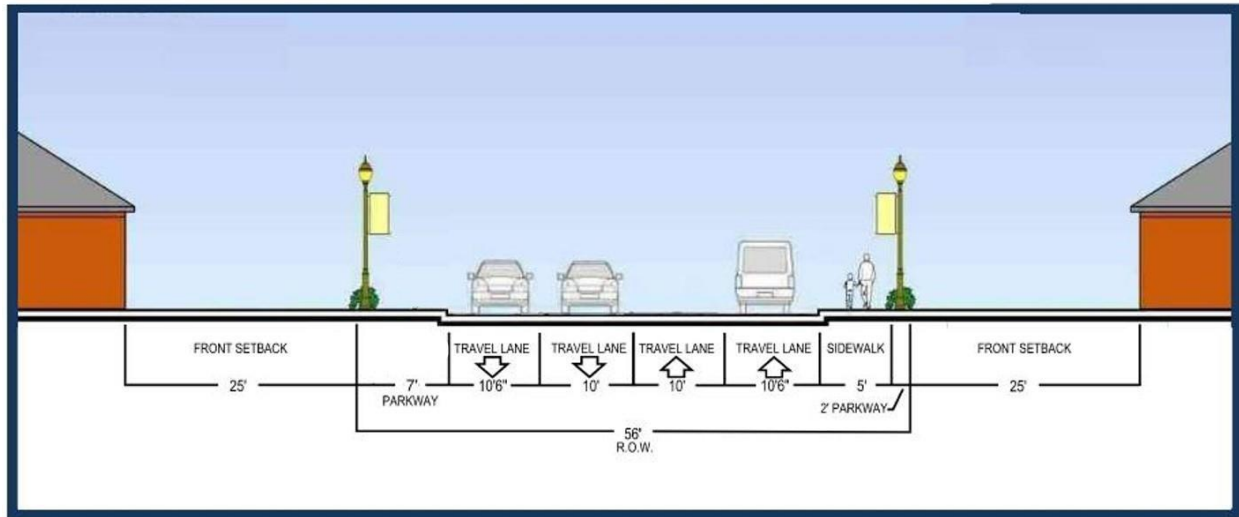 FRONT SETBACK
TRAVEL LANE
TRAVEL LANE
TRAVEL LANE
TRAVEL LANE
SIDEWALK
FRONT SETBACK
25'
7'
PARKWAY
10'6"
10'
10'
10'6"
5'
2' PARKWAY
25'
56'
R.O.W.